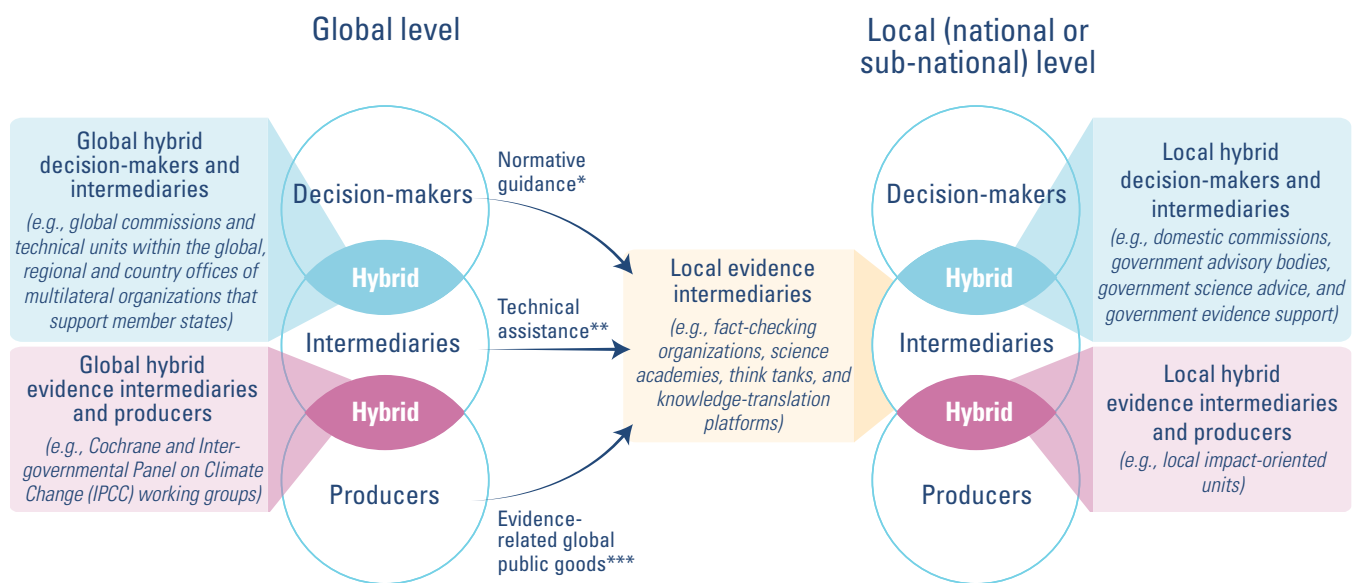 Global level
Local (national or
sub-national) level
Global hybrid
decision-makers and
intermediaries
(e.g., global commissions and
technical units within the global,
regional and country offices of
multilateral organizations that
support member states)
Global hybrid
evidence intermediaries
and producers
(e.g., Cochrane and Inter-
governmental Panel on Climate
Change (IPCC) working groups)
Decision-makers
Hybrid
Intermediaries
Hybrid
Producers
Normative
guidance*
Technical
assistance**
Evidence-
related global
public goods***
Local evidence
intermediaries
(e.g., fact-checking
organizations, science
academies, think tanks, and
knowledge-translation
platforms)
Decision-makers
Hybrid
Intermediaries
Hybrid
Producers
Local hybrid
decision-makers and
intermediaries
(e.g., domestic commissions,
government advisory bodies,
government science advice, and
government evidence support)
Local hybrid
evidence intermediaries
and producers
(e.g., local impact-oriented
units)